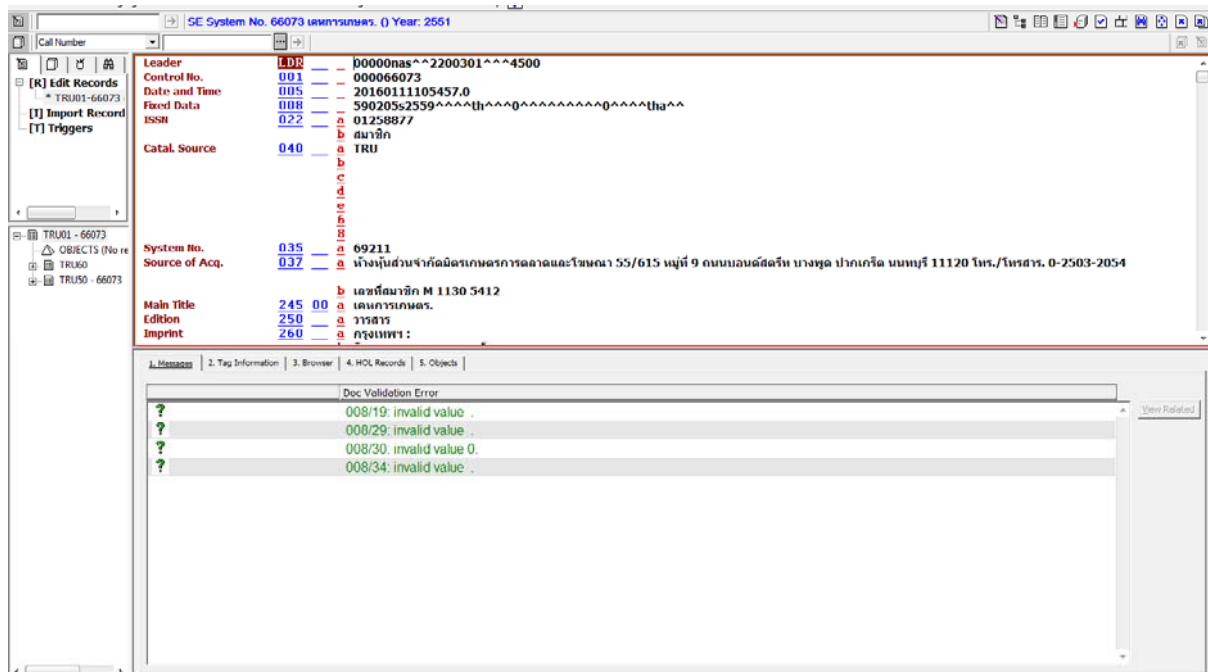 SE System No. 66073 เคหการเกษตร. () Year: 2551
Call Number
[R] Edit Records
* TRU01-66073
[I] Import Record
[T] Triggers
Leader LDR 00000nas^^2200301^^^4500
Control No. 001 000066073
Date and Time 005 20160111105457.0
Fixed Data 008 590205s2559^^^^th^^^0^^^^^^^^^0^^^^tha^^
ISSN 022 a 01258877
b สมาชิก
Catal. Source 040 a TRU
b
c
d
e
6
8
System No. 035 a 69211
Source of Acq. 037 a ห้างหุ้นส่วนจำกัดมิตรเกษตรการตลาดและโฆษณา 55/615 หมู่ที่ 9 ถนนบอนด์สตรีท บางพูด ปากเกร็ด นนทบุรี 11120 โทร./โทรสาร. 0-2503-2054
b เลขที่สมาชิก M 1130 5412
Main Title 245 00 a เคหการเกษตร.
Edition 250 a วารสาร
Imprint 260 a กรุงเทพฯ :
TRU01 - 66073
OBJECTS (No re
TRU60
TRU50 - 66073
1. Messages 2. Tag Information 3. Browser 4. HOL Records 5. Objects
Doc Validation Error
? 008/19: invalid value .
? 008/29: invalid value .
? 008/30: invalid value 0.
? 008/34: invalid value .
View Related